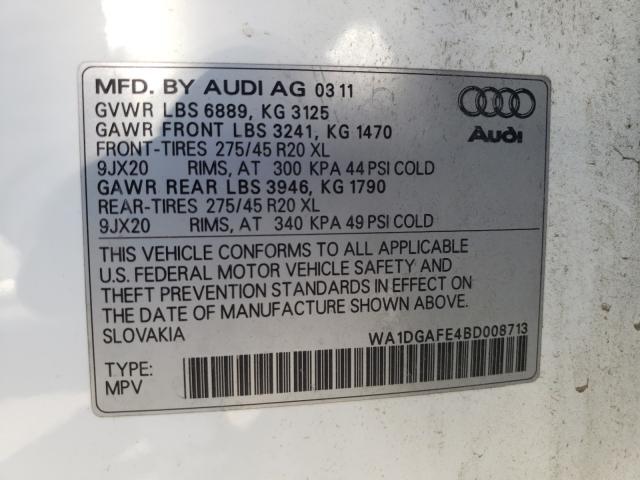 MFD. BY AUDI AG 03 11
GVWR LBS 6889, KG 3125
GAWR FRONT LBS 3241, KG 1470
FRONT-TIRES 275/45 R20 XL
9JX20 RIMS, AT 300 KPA 44 PSI COLD
GAWR REAR LBS 3946, KG 1790
REAR-TIRES 275/45 R20 XL
9JX20 RIMS, AT 340 KPA 49 PSI COLD
Audi
THIS VEHICLE CONFORMS TO ALL APPLICABLE
U.S. FEDERAL MOTOR VEHICLE SAFETY AND
THEFT PREVENTION STANDARDS IN EFFECT ON
THE DATE OF MANUFACTURE SHOWN ABOVE.
SLOVAKIA WA1DGAFE4BD008713
TYPE:
MPV